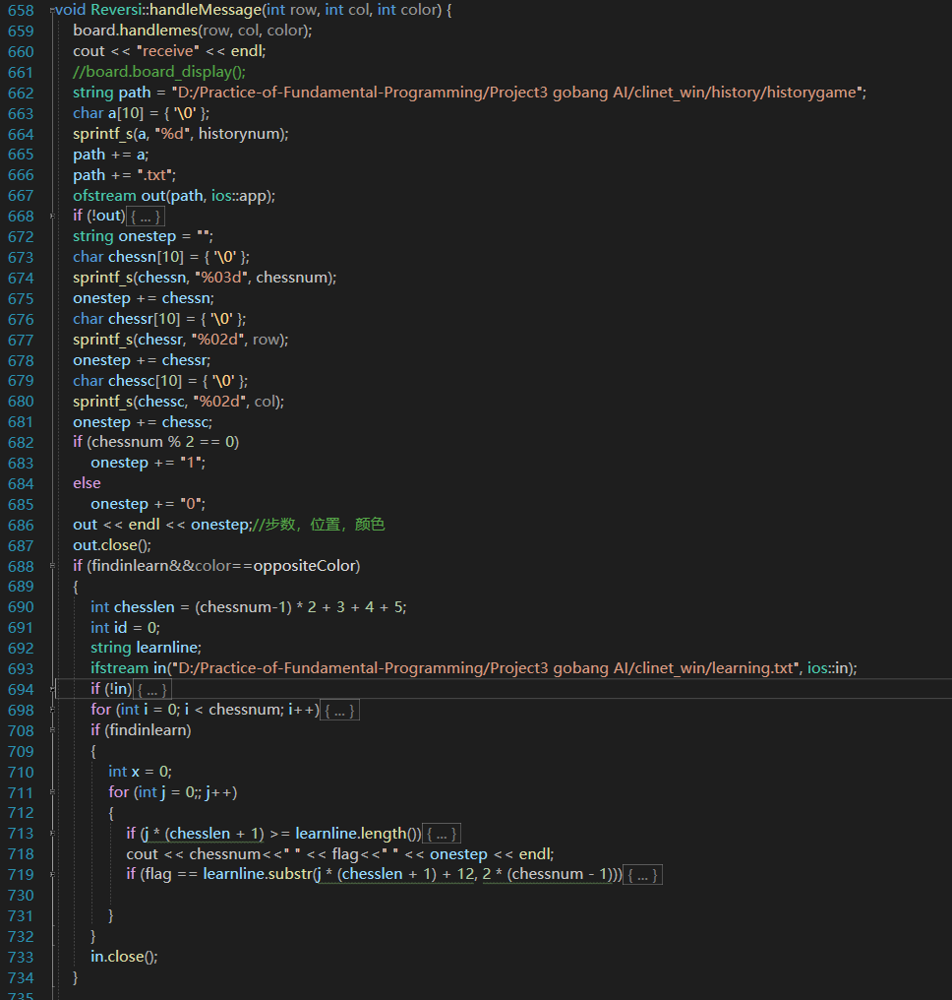 658 void Reversi::handleMessage(int row, int col, int color) {
659 board.handlemes(row, col, color);
660 cout << "receive" << endl;
661 //board.board_display();
662 string path = "D:/Practice-of-Fundamental-Programming/Project3 gobang AI/clinet_win/history/historygame";
663 char a[10] = { '\0' };
664 sprintf_s(a, "%d", historynum);
665 path += a;
666 path += ".txt";
667 ofstream out(path, ios::app);
668 if (!out){ ... }
672 string onestep = "";
673 char chessn[10] = { '\0' };
674 sprintf_s(chessn, "%03d", chessnum);
675 onestep += chessn;
676 char chessr[10] = { '\0' };
677 sprintf_s(chessr, "%02d", row);
678 onestep += chessr;
679 char chessc[10] = { '\0' };
680 sprintf_s(chessc, "%02d", col);
681 onestep += chessc;
682 if (chessnum % 2 == 0)
683 onestep += "1";
684 else
685 onestep += "0";
686 out << endl << onestep;//步数，位置，颜色
687 out.close();
688 if (findinlearn&&color==oppositeColor)
689 {
690 int chesslen = (chessnum-1) * 2 + 3 + 4 + 5;
691 int id = 0;
692 string learnline;
693 ifstream in("D:/Practice-of-Fundamental-Programming/Project3 gobang AI/clinet_win/learning.txt", ios::in);
694 if (!in){ ... }
698 for (int i = 0; i < chessnum; i++){ ... }
708 if (findinlearn)
709 {
710 int x = 0;
711 for (int j = 0;; j++)
712 {
713 if (j * (chesslen + 1) >= learnline.length()){ ... }
718 cout << chessnum<<" " << flag<<" " << onestep << endl;
719 if (flag == learnline.substr(j * (chesslen + 1) + 12, 2 * (chessnum - 1))){ ... }
730
731 }
732 }
733 in.close();
734 }
735